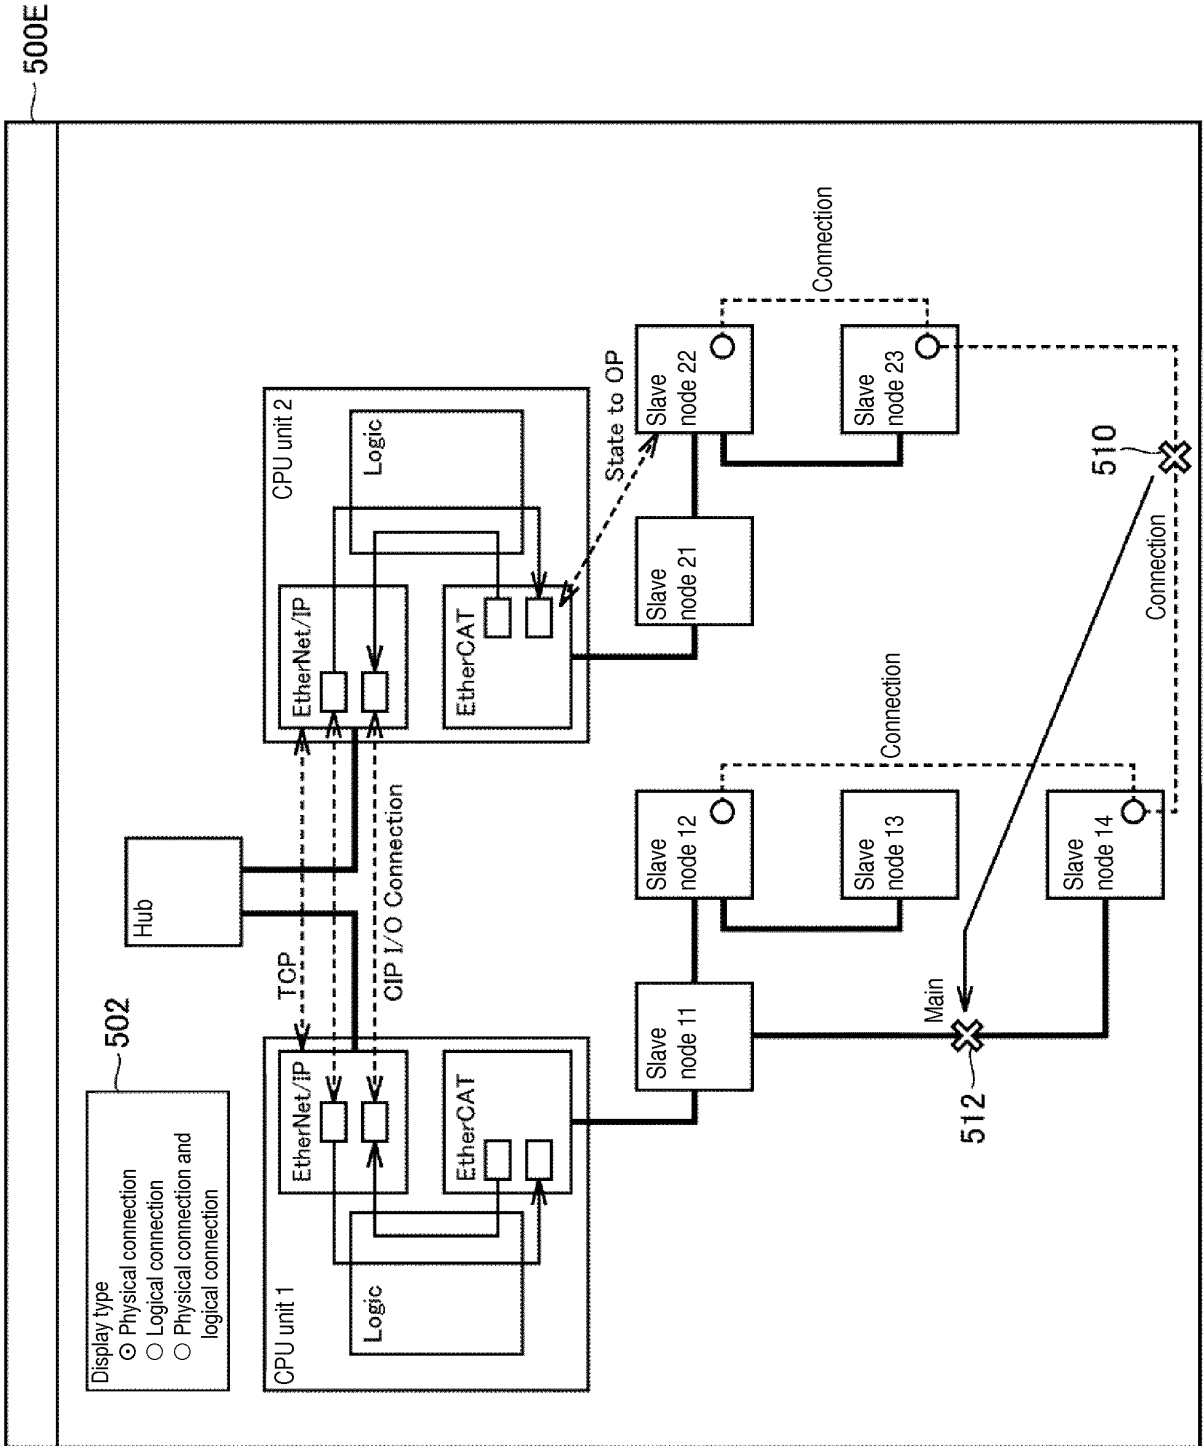 500E
502
Display type
Physical connection
Logical connection
Physical connection and
logical connection
Hub
CPU unit 1
EtherNet/IP
Logic
EtherCAT
TCP
CIP I/O Connection
CPU unit 2
EtherNet/IP
Logic
EtherCAT
State to OP
Slave
node 11
Slave
node 12
Slave
node 13
Slave
node 14
Connection
Slave
node 21
Slave
node 22
Slave
node 23
Connection
Main
512
Connection
510